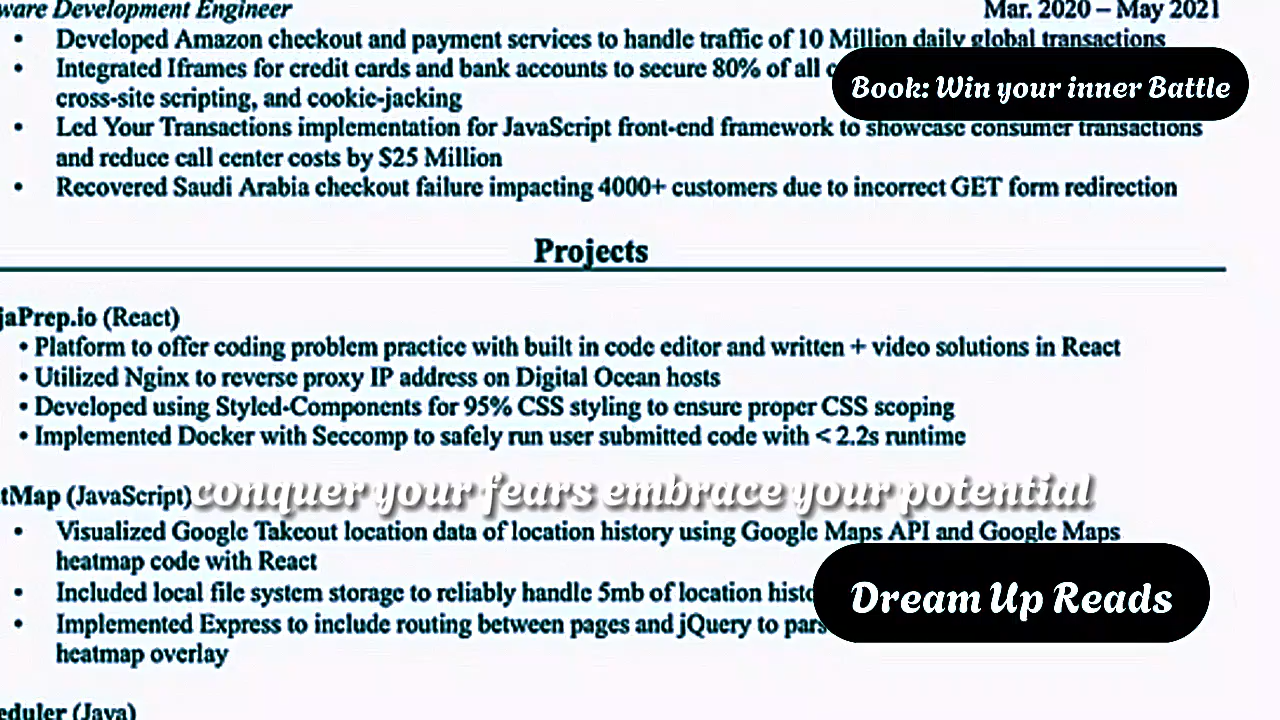 ware Development Engineer Mar. 2020 – May 2021
• Developed Amazon checkout and payment services to handle traffic of 10 Million daily global transactions
• Integrated Iframes for credit cards and bank accounts to secure 80% of all c
Book: Win your inner Battle
cross-site scripting, and cookie-jacking
• Led Your Transactions implementation for JavaScript front-end framework to showcase consumer transactions
and reduce call center costs by $25 Million
• Recovered Saudi Arabia checkout failure impacting 4000+ customers due to incorrect GET form redirection
Projects
jaPrep.io (React)
• Platform to offer coding problem practice with built in code editor and written + video solutions in React
• Utilized Nginx to reverse proxy IP address on Digital Ocean hosts
• Developed using Styled-Components for 95% CSS styling to ensure proper CSS scoping
• Implemented Docker with Seccomp to safely run user submitted code with < 2.2s runtime
tMap (JavaScript)
conquer your fears embrace your potential
• Visualized Google Takeout location data of location history using Google Maps API and Google Maps
heatmap code with React
• Included local file system storage to reliably handle 5mb of location histo
Dream Up Reads
• Implemented Express to include routing between pages and jQuery to pars
heatmap overlay
eduler (Java)